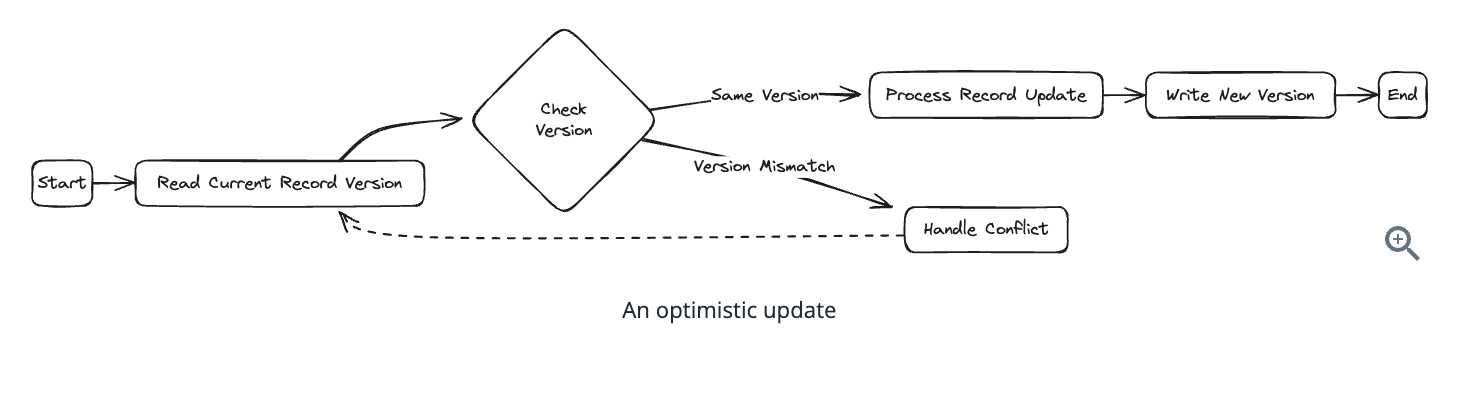 Start
Read Current Record Version
Check
Version
Same Version
Process Record Update
Write New Version
End
Version Mismatch
Handle Conflict
An optimistic update